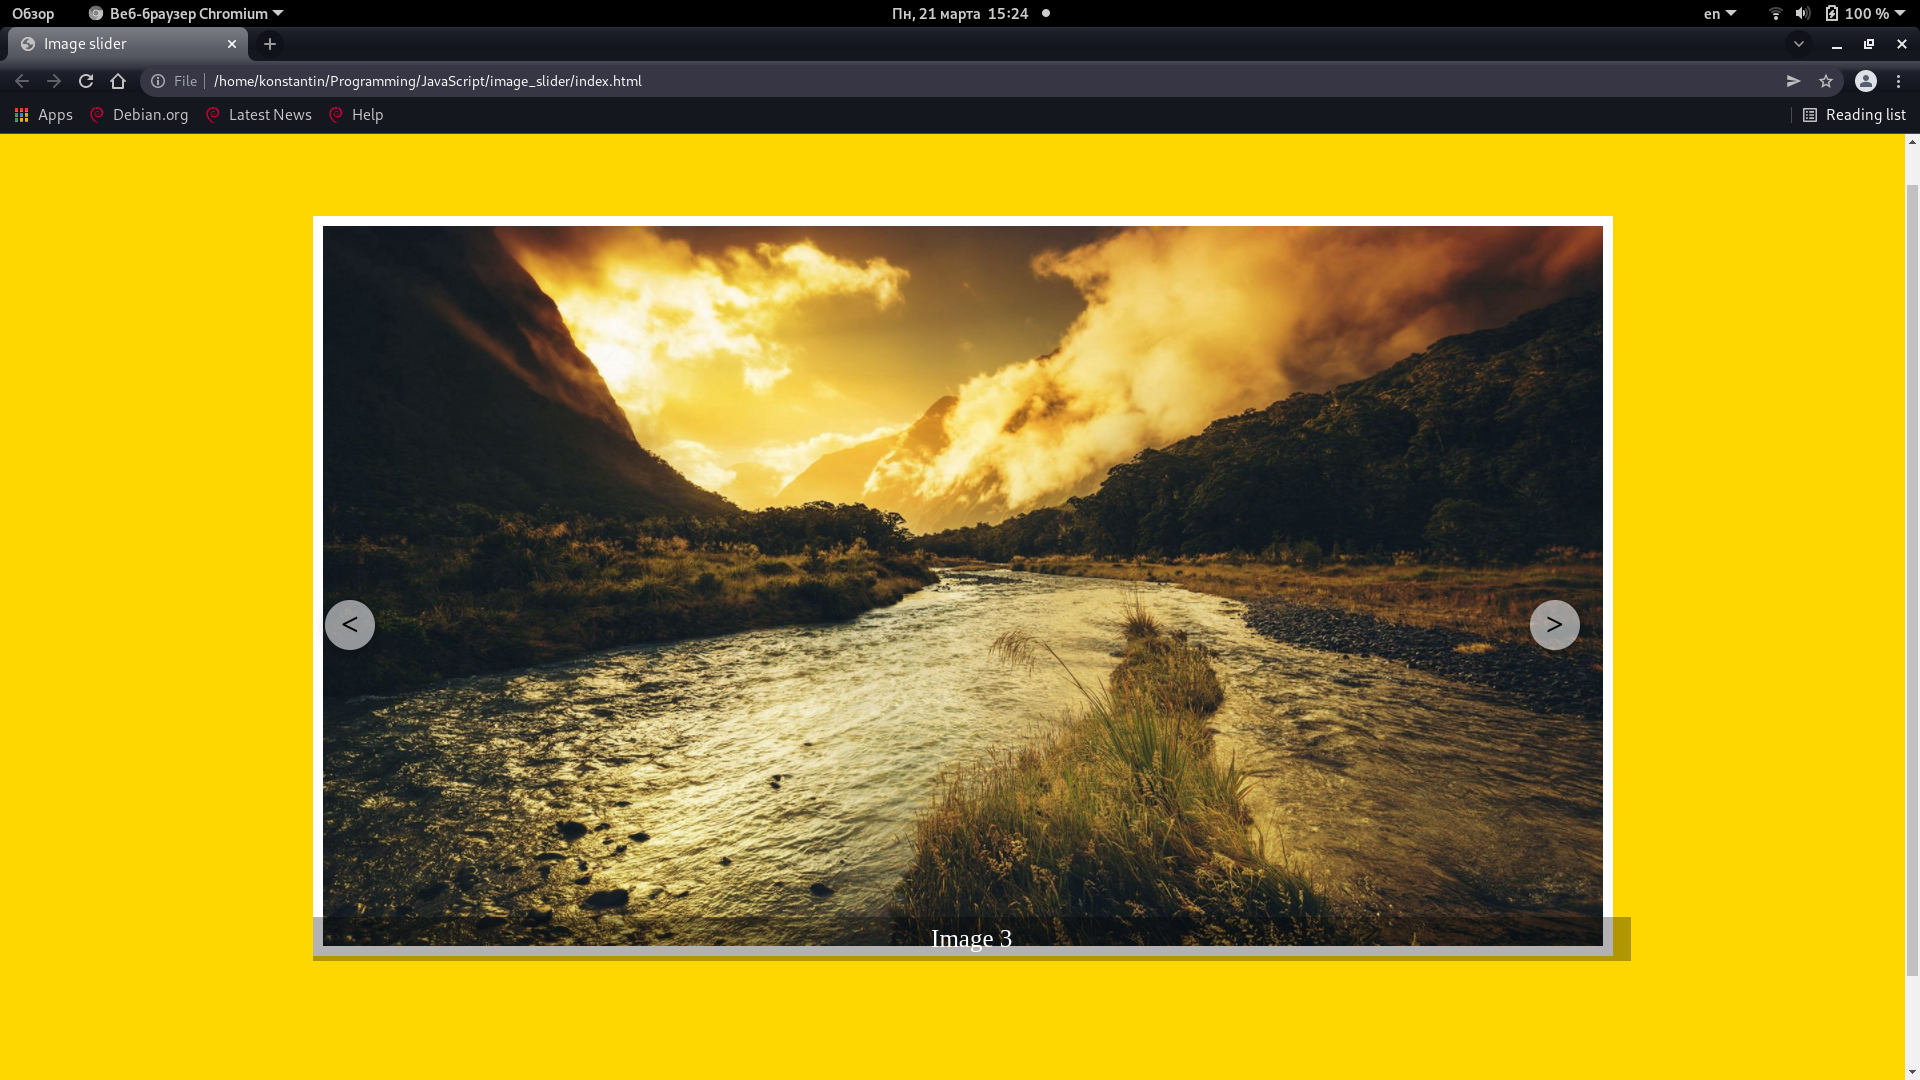 Обзор Веб-браузер Chromium Пн, 21 марта 15:24 en 100 %
Image slider
File /home/konstantin/Programming/JavaScript/image_slider/index.html
Apps Debian.org Latest News Help Reading list
< >
Image 3